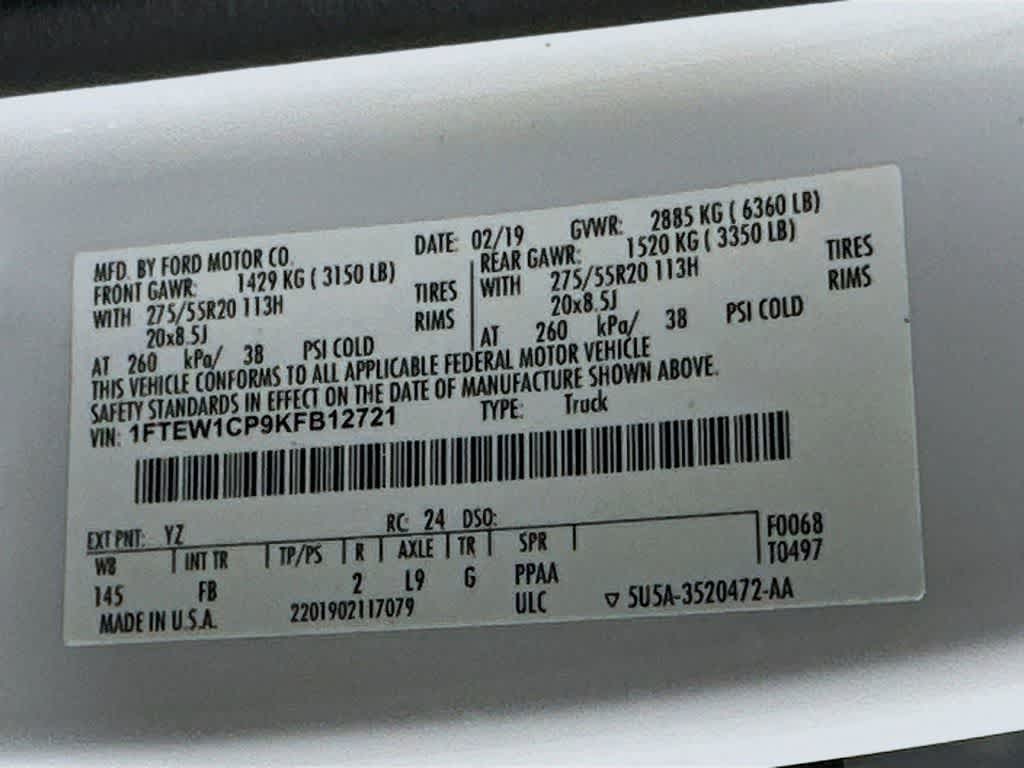 MFD. BY FORD MOTOR CO. DATE: 02/19 GVWR: 2885 KG ( 6360 LB)
FRONT GAWR: 1429 KG ( 3150 LB) REAR GAWR: 1520 KG ( 3350 LB)
WITH 275/55R20 113H TIRES WITH 275/55R20 113H TIRES
20x8.5J RIMS 20x8.5J RIMS
AT 260 kPa/ 38 PSI COLD AT 260 kPa/ 38 PSI COLD
THIS VEHICLE CONFORMS TO ALL APPLICABLE FEDERAL MOTOR VEHICLE
SAFETY STANDARDS IN EFFECT ON THE DATE OF MANUFACTURE SHOWN ABOVE.
VIN: 1FTEW1CP9KFB12721 TYPE: Truck
EXT PNT: YZ RC: 24 DSO: F0068
WB INT TR TP/PS R AXLE TR SPR T0497
145 FB 2 L9 G PPAA
MADE IN U.S.A. 2201902117079 ULC ▽ 5U5A-3520472-AA